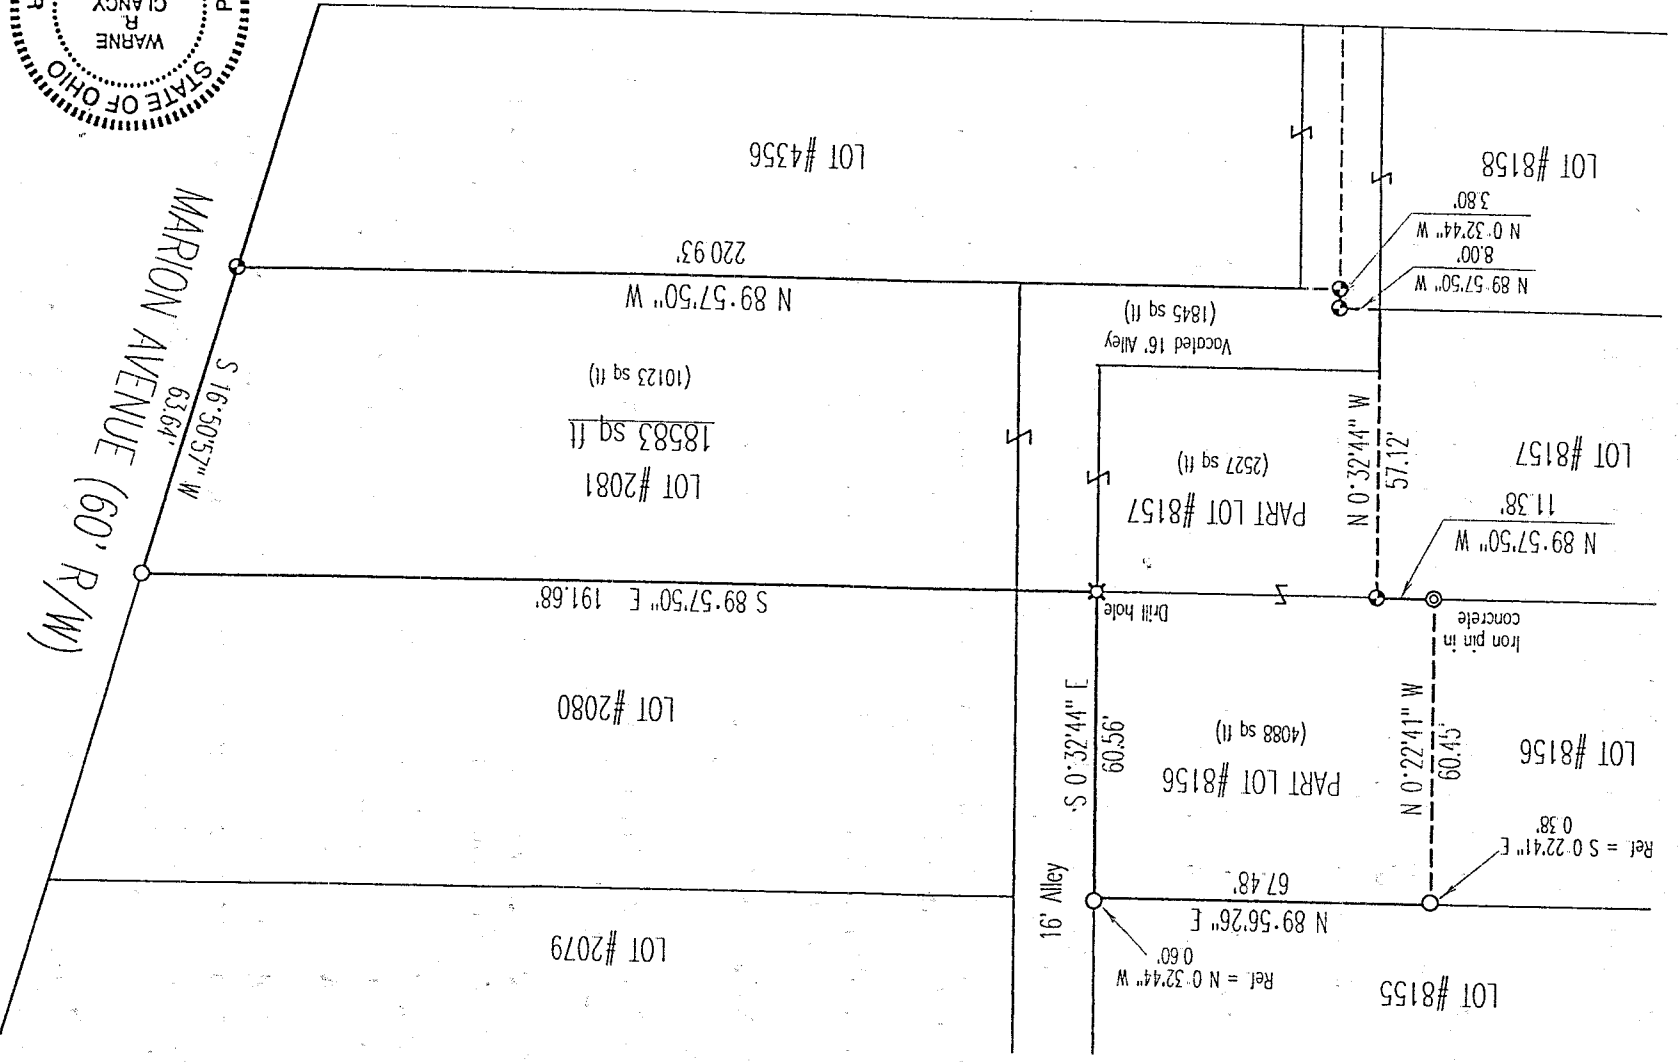 LOT #8155
Ref. = N 0°32'44" W
0.60'
LOT #2079
N 89°56'26" E
67.48'
16' Alley
Ref. = S 0°22'41" E
0.38'
LOT #8156
N 0°22'41" W
60.45'
PART LOT #8156
(4088 sq ft)
S 0°32'44" E
60.56'
LOT #2080
Iron pin in
concrete
Drill hole
S 89°57'50" E 191.68'
N 89°57'50" W
11.38'
LOT #8157
N 0°32'44" W
57.12'
PART LOT #8157
(2527 sq ft)
LOT #2081
18583 sq ft
(10123 sq ft)
S 16°50'57" W
63.64'
MARION AVENUE (60' R/W)
Vacated 16' Alley
(1845 sq ft)
N 89°57'50" W
220.93'
N 89°57'50" W
8.00'
N 0°32'44" W
3.80'
LOT #8158
LOT #4356
STATE OF OHIO
WARNE
R.
CLANCY